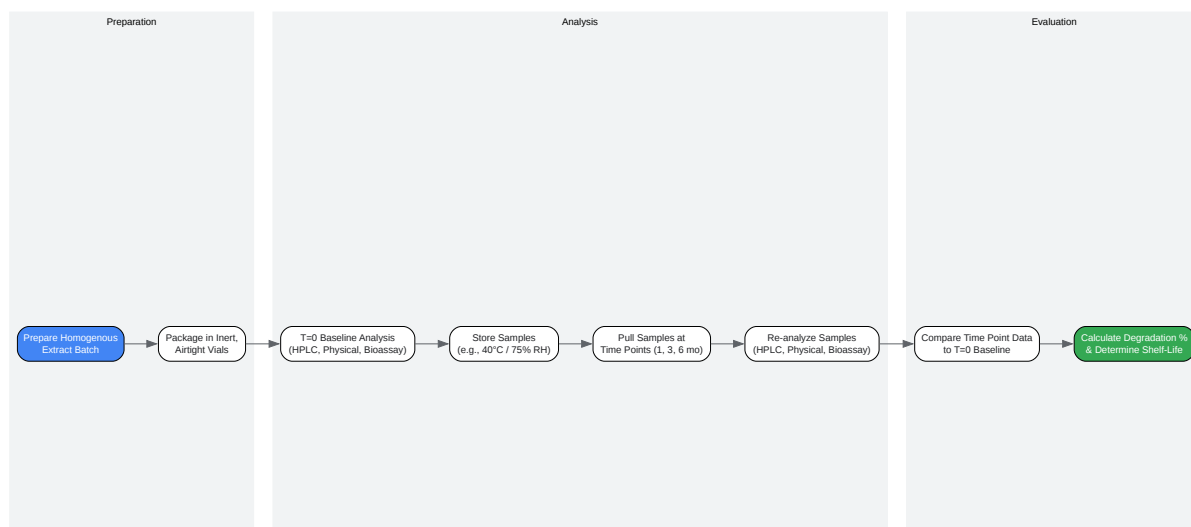 Preparation
Analysis
Evaluation
Prepare Homogenous
Extract Batch
Package in Inert,
Airtight Vials
T=0 Baseline Analysis
(HPLC, Physical, Bioassay)
Store Samples
(e.g., 40°C / 75% RH)
Pull Samples at
Time Points (1, 3, 6 mo)
Re-analyze Samples
(HPLC, Physical, Bioassay)
Compare Time Point Data
to T=0 Baseline
Calculate Degradation %
& Determine Shelf-Life